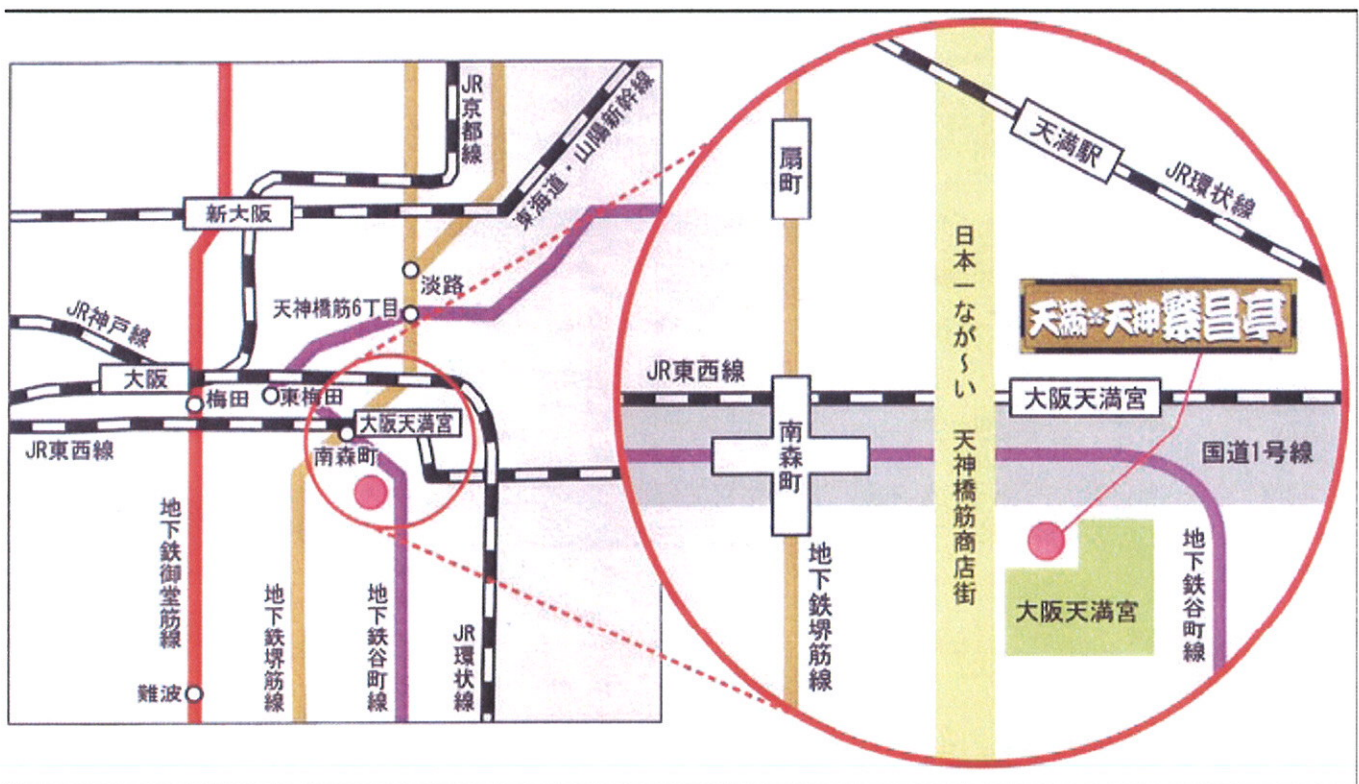 JR京都線
東海道・山陽新幹線
新大阪
淡路
天神橋筋6丁目
JR神戸線
大阪
梅田
東梅田
大阪天満宮
JR東西線
南森町
地下鉄御堂筋線
地下鉄堺筋線
地下鉄谷町線
JR環状線
難波
扇町
天満駅
JR環状線
日本一なが～い 天神橋筋商店街
天満天神繁昌亭
JR東西線
大阪天満宮
南森町
国道1号線
地下鉄堺筋線
大阪天満宮
地下鉄谷町線